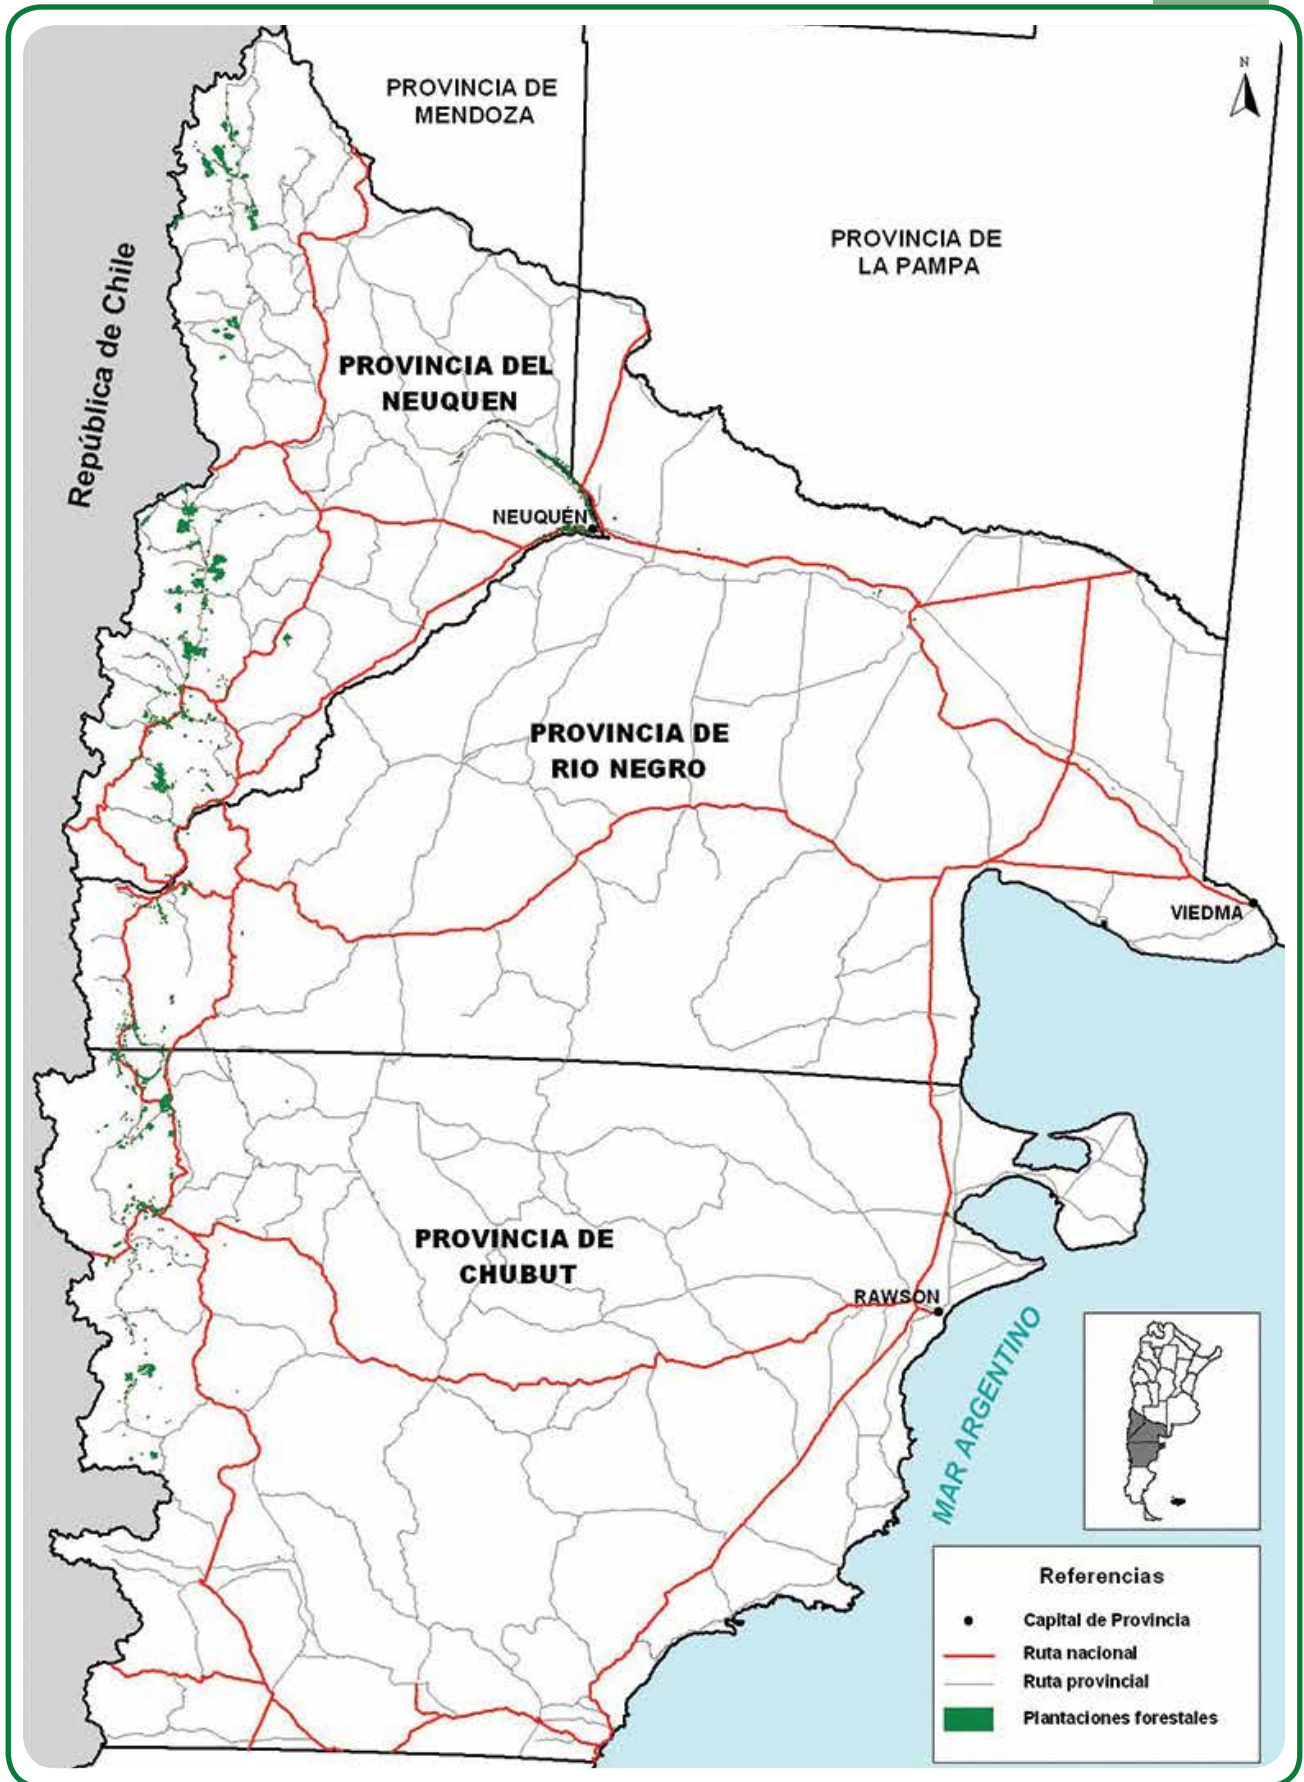 N
PROVINCIA DE
MENDOZA
PROVINCIA DE
LA PAMPA
República de Chile
PROVINCIA DEL
NEUQUEN
NEUQUÉN
PROVINCIA DE
RIO NEGRO
VIEDMA
PROVINCIA DE
CHUBUT
RAWSON
MAR ARGENTINO
Referencias
Capital de Provincia
Ruta nacional
Ruta provincial
Plantaciones forestales